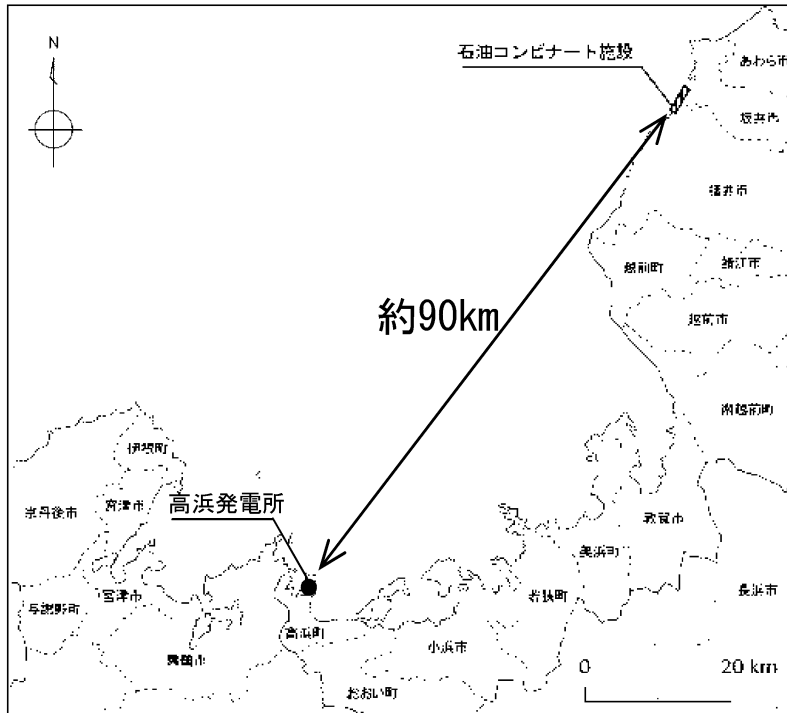 N
石油コンビナート施設
あわら市
坂井市
福井市
越前町
鯖江市
越前市
南越前町
約90km
伊根町
京丹後市
宮津市
高浜発電所
敦賀市
美浜町
若狭町
長浜市
与謝野町
宮津市
舞鶴市
高浜町
小浜市
おおい町
0
20 km